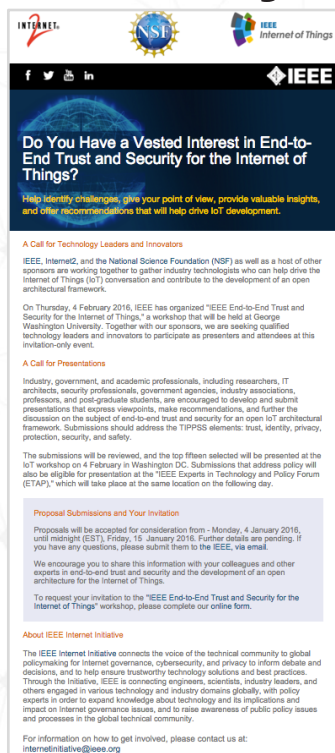 INTERNET
2
NSF
IEEE
Internet of Things
IEEE
Do You Have a Vested Interest in End-to-
End Trust and Security for the Internet of
Things?
Help identify challenges, give your point of view, provide valuable insights,
and offer recommendations that will help drive IoT development.
A Call for Technology Leaders and Innovators
IEEE, Internet2, and the National Science Foundation (NSF) as well as a host of other
sponsors are working together to gather industry technologists who can help drive the
Internet of Things (IoT) conversation and contribute to the development of an open
architectural framework.
On Thursday, 4 February 2016, IEEE has organized "IEEE End-to-End Trust and
Security for the Internet of Things," a workshop that will be held at George
Washington University. Together with our sponsors, we are seeking qualified
technology leaders and innovators to participate as presenters and attendees at this
invitation-only event.
A Call for Presentations
Industry, government, and academic professionals, including researchers, IT
architects, security professionals, government agencies, industry associations,
professors, and post-graduate students, are encouraged to develop and submit
presentations that express viewpoints, make recommendations, and further the
discussion on the subject of end-to-end trust and security for an open IoT architectural
framework. Submissions should address the TIPPSS elements: trust, identity, privacy,
protection, security, and safety.
The submissions will be reviewed, and the top fifteen selected will be presented at the
IoT workshop on 4 February in Washington DC. Submissions that address policy will
also be eligible for presentation at the "IEEE Experts in Technology and Policy Forum
(ETAP)," which will take place at the same location on the following day.
Proposal Submissions and Your Invitation
Proposals will be accepted for consideration from - Monday, 4 January 2016,
until midnight (EST), Friday, 15 January 2016. Further details are pending. If
you have any questions, please submit them to the IEEE, via email.
We encourage you to share this information with your colleagues and other
experts in end-to-end trust and security and the development of an open
architecture for the Internet of Things.
To request your invitation to the "IEEE End-to-End Trust and Security for the
Internet of Things" workshop, please complete our online form.
About IEEE Internet Initiative
The IEEE Internet Initiative connects the voice of the technical community to global
policymaking for Internet governance, cybersecurity, and privacy to inform debate and
decisions, and to help ensure trustworthy technology solutions and best practices.
Through the Initiative, IEEE is connecting engineers, scientists, industry leaders, and
others engaged in various technology and industry domains globally, with policy
experts in order to expand knowledge about technology and its implications and
impact on Internet governance issues, and to raise awareness of public policy issues
and processes in the global technical community.
For information on how to get involved, please contact us at:
internetinitiative@ieee.org